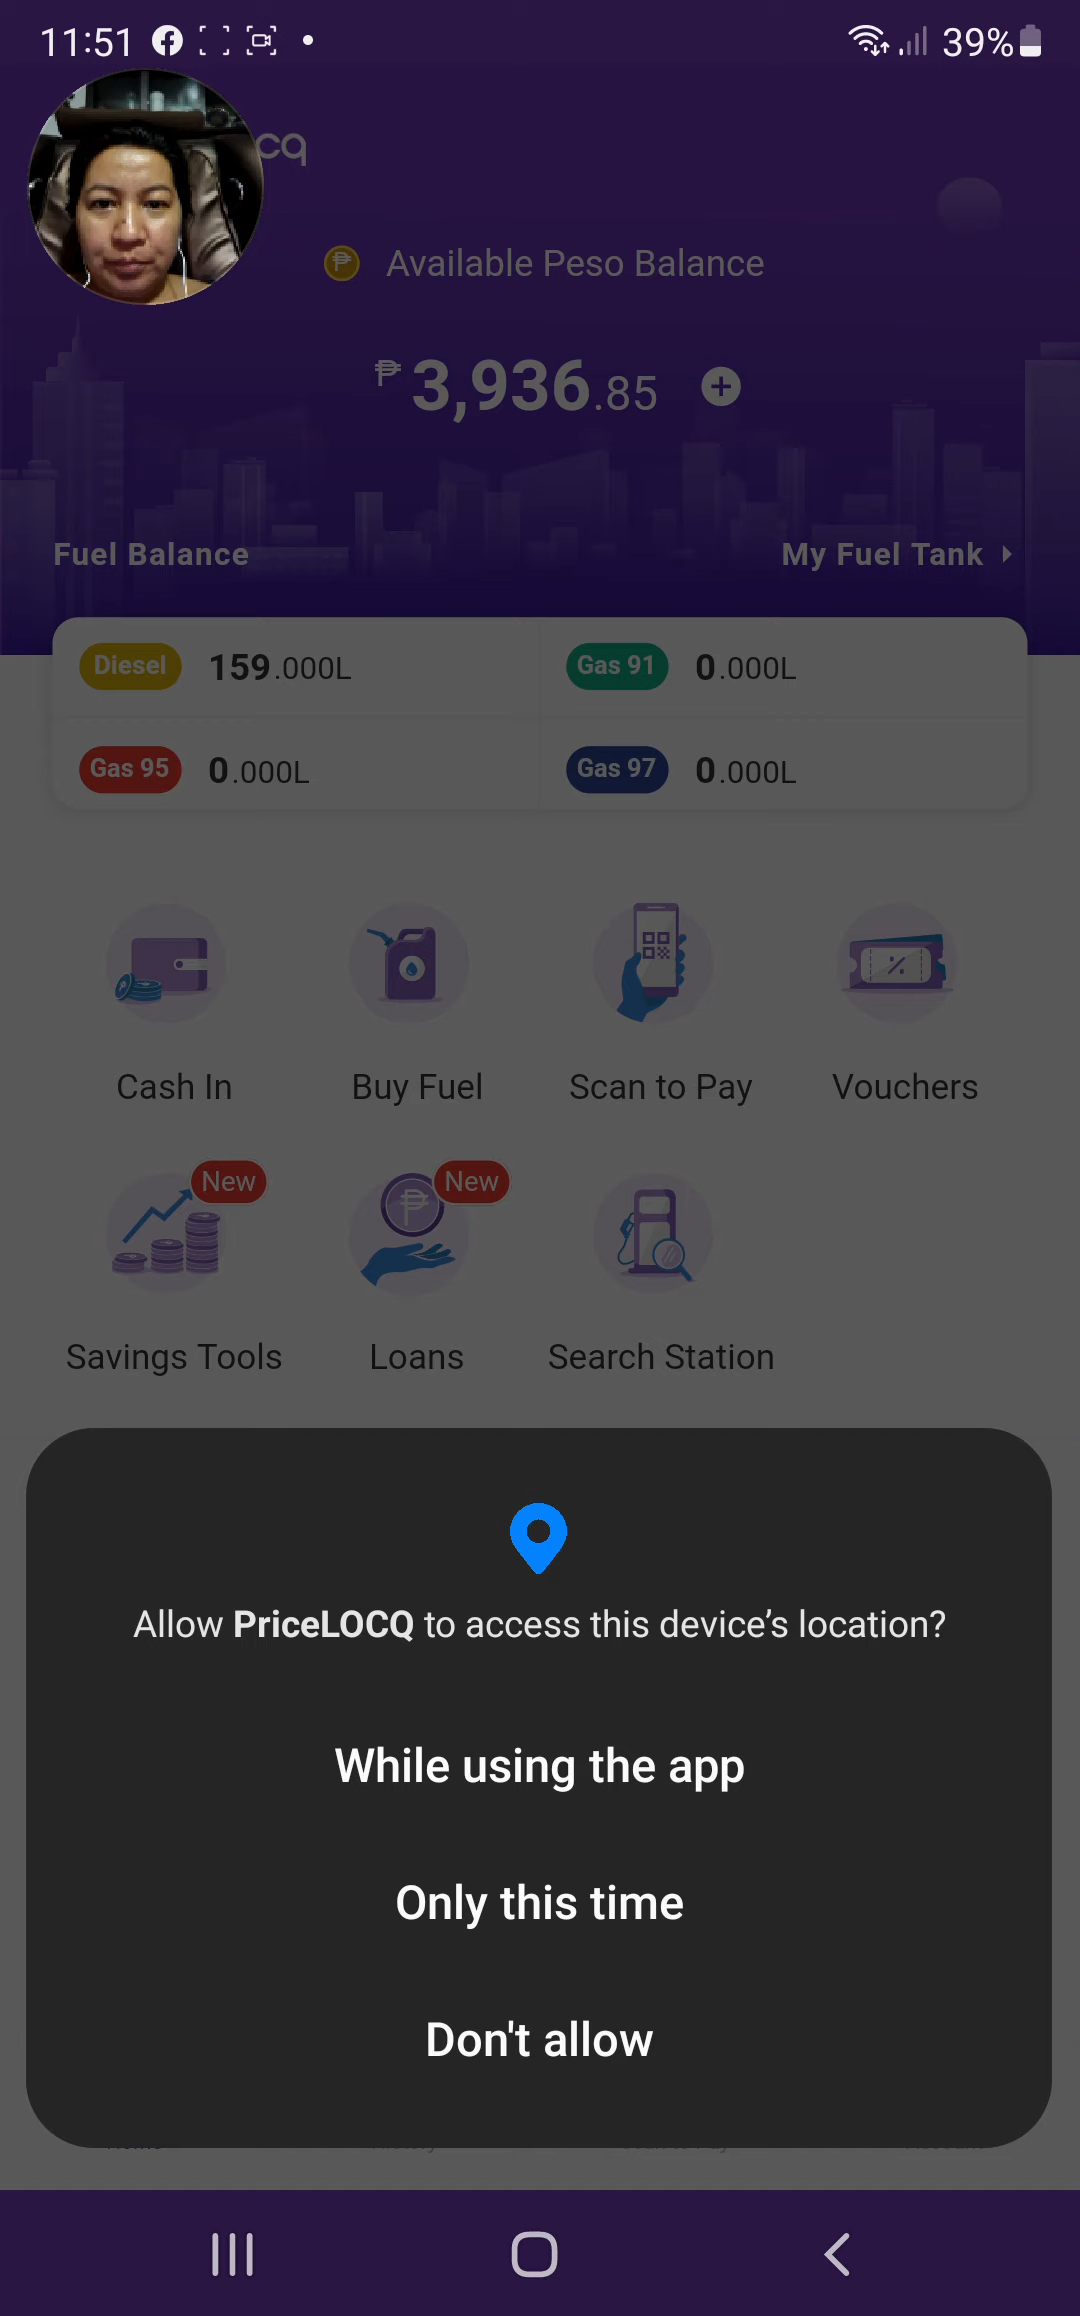 11:51
39%
cq
Available Peso Balance
₱3,936.85
Fuel Balance
My Fuel Tank
Diesel 159.000L
Gas 91 0.000L
Gas 95 0.000L
Gas 97 0.000L
Cash In
Buy Fuel
Scan to Pay
Vouchers
New
New
Savings Tools
Loans
Search Station
Allow PriceLOCQ to access this device’s location?
While using the app
Only this time
Don't allow